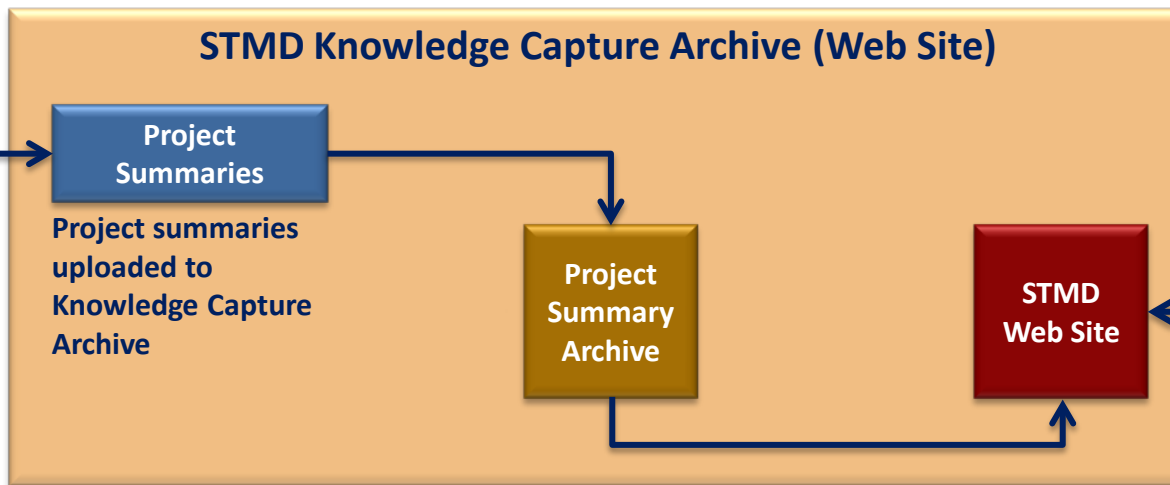 STMD Knowledge Capture Archive (Web Site)
Project
Summaries
Project summaries
uploaded to
Knowledge Capture
Archive
Project
Summary
Archive
STMD
Web Site